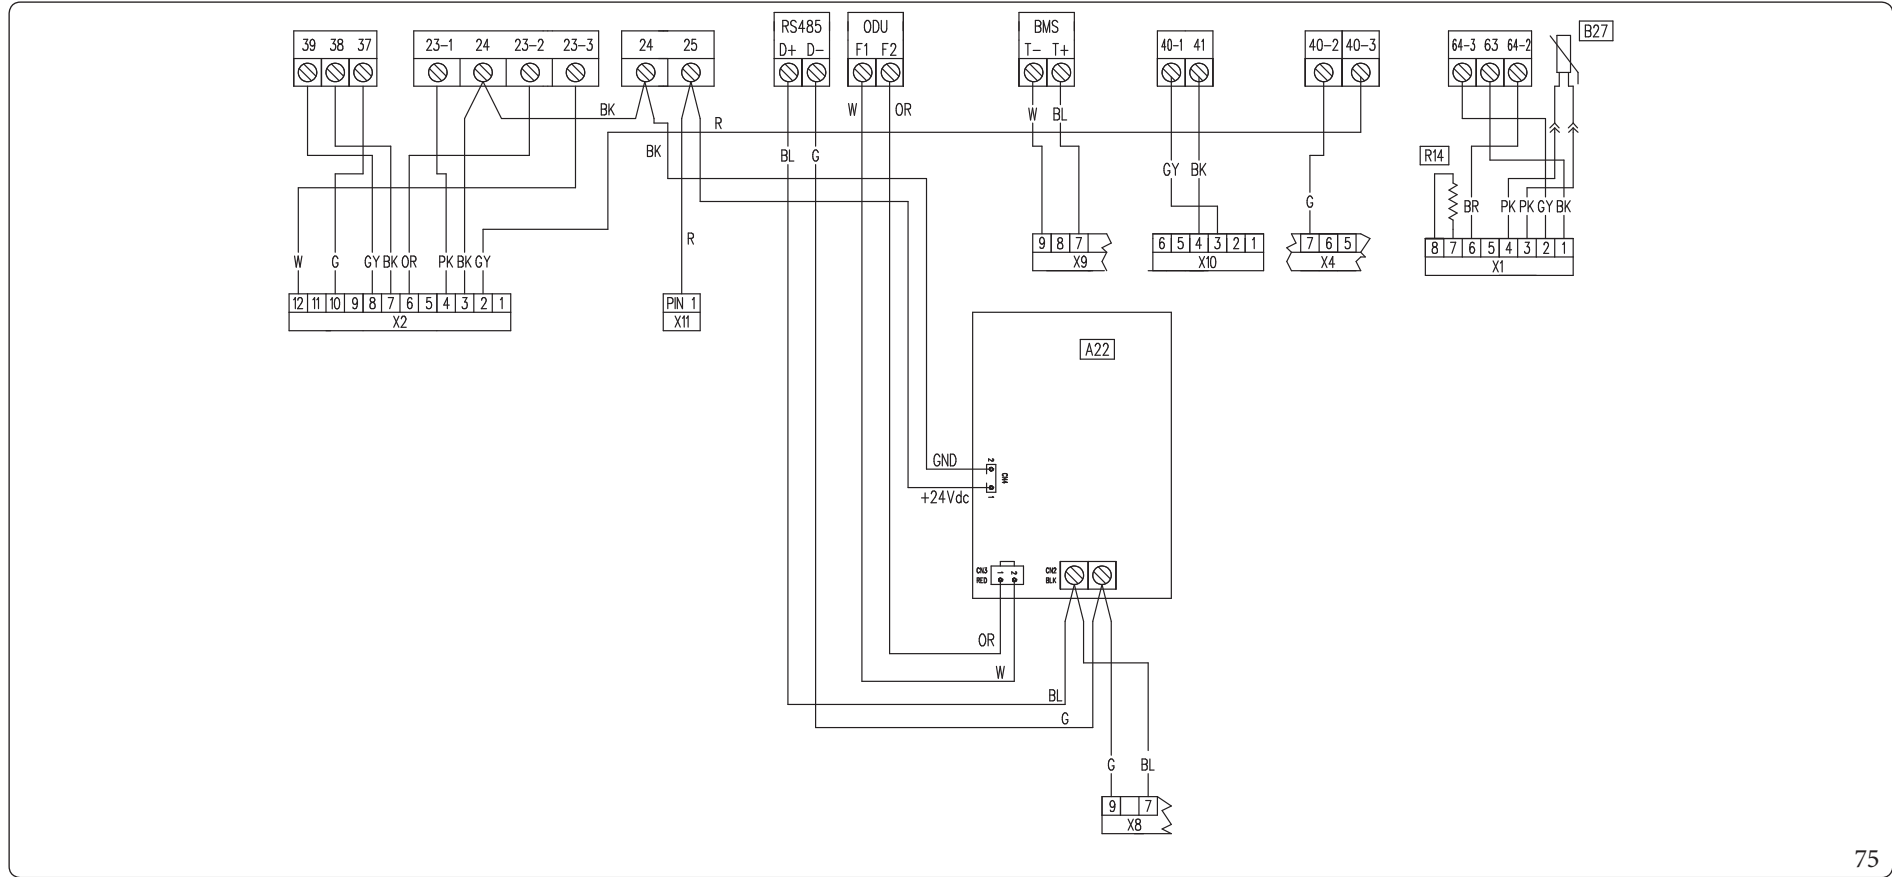 RS485 ODU BMS B27
39 38 37 23-1 24 23-2 23-3 24 25 D+ D- F1 F2 T- T+ 40-1 41 40-2 40-3 64-3 63 64-2
BK W OR W BL
R
BK BL G R14
GY BK
G BR PK PK GY BK
R
9 8 7 6 5 4 3 2 1 7 6 5 8 7 6 5 4 3 2 1
X9 X10 X4 X1
W G GY BK OR PK BK GY
12 11 10 9 8 7 6 5 4 3 2 1 PIN 1
X2 X11
A22
GND 2
CN4
+24Vdc 1
CN3 1 2 CN2
RED BLK
OR
W
BL
G
G BL
9 7
X8
75